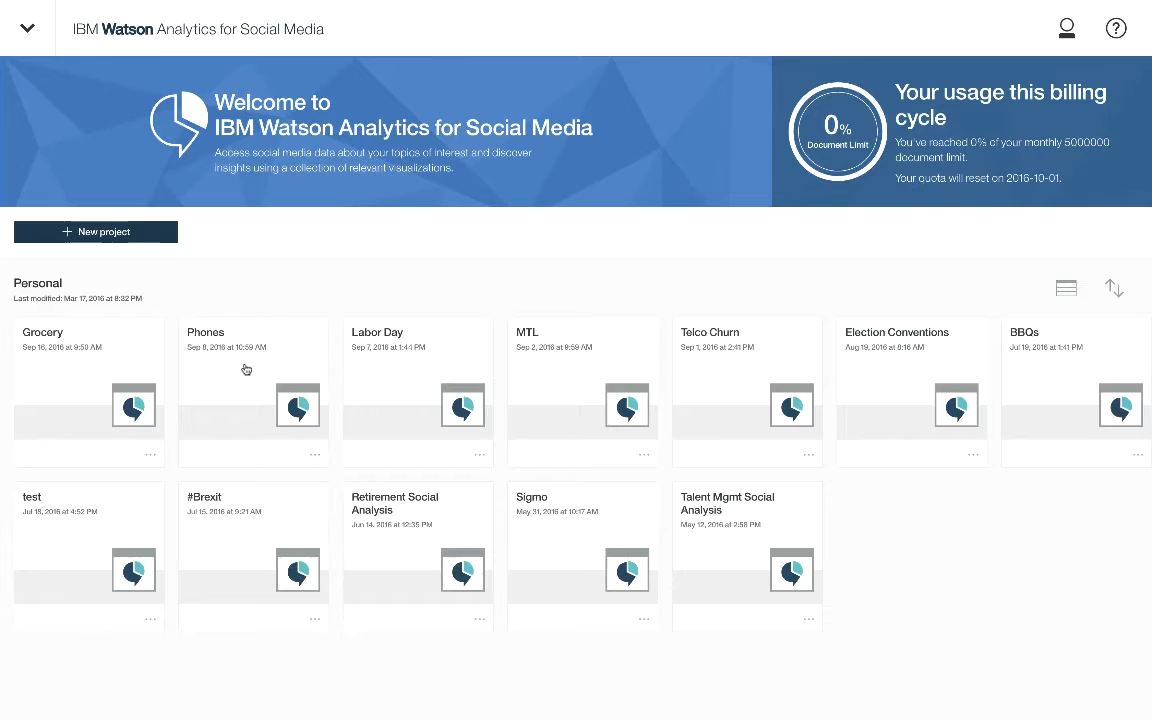 IBM Watson Analytics for Social Media
Welcome to
IBM Watson Analytics for Social Media
Access social media data about your topics of interest and discover
insights using a collection of relevant visualizations.
0%
Document Limit
Your usage this billing
cycle
You've reached 0% of your monthly 5000000
document limit.
Your quota will reset on 2016-10-01.
+ New project
Personal
Last modified: Mar 17, 2016 at 8:32 PM
Grocery
Sep 16, 2016 at 9:50 AM
Phones
Sep 8, 2016 at 10:59 AM
Labor Day
Sep 7, 2016 at 1:44 PM
MTL
Sep 2, 2016 at 9:59 AM
Telco Churn
Sep 1, 2016 at 2:41 PM
Election Conventions
Aug 19, 2016 at 8:16 AM
BBQs
Jul 19, 2016 at 1:41 PM
test
Jul 18, 2016 at 4:52 PM
#Brexit
Jul 15, 2016 at 9:21 AM
Retirement Social
Analysis
Jun 14, 2016 at 12:35 PM
Sigmo
May 31, 2016 at 10:17 AM
Talent Mgmt Social
Analysis
May 12, 2016 at 2:58 PM